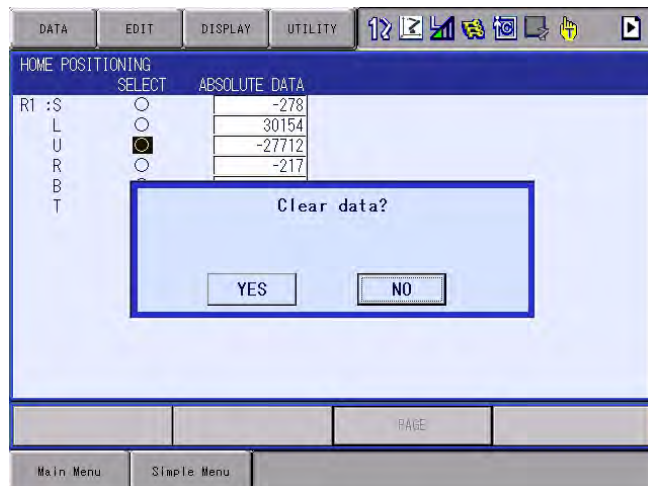 DATA EDIT DISPLAY UTILITY
HOME POSITIONING
SELECT ABSOLUTE DATA
R1 :S -278
L 30154
U -27712
R -217
B
T
Clear data?
YES NO
PAGE
Main Menu Simple Menu